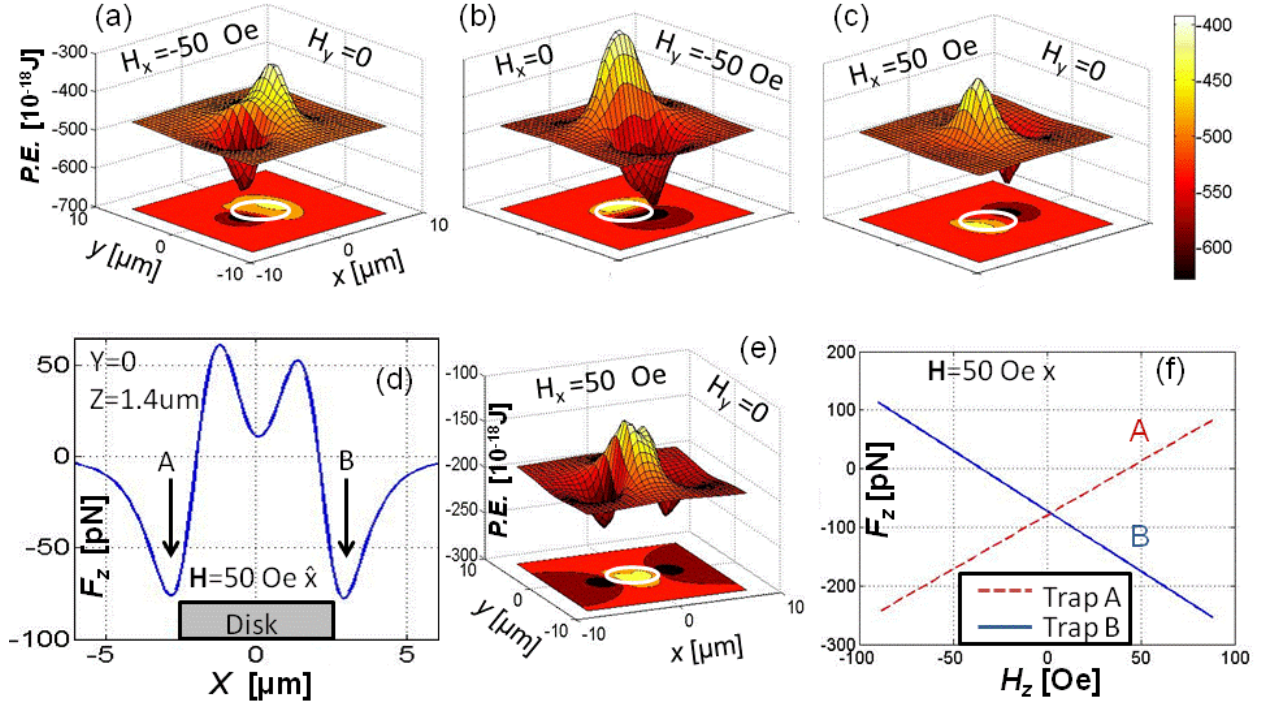 (a)
(b)
(c)
Hx=-50 Oe
Hy=0
Hx=0
Hy=-50 Oe
Hx=50 Oe
Hy=0
P.E. [10-18J]
-300
-400
-500
-600
-700
10
0
-10
-10
0
10
y [µm]
x [µm]
-400
-450
-500
-550
-600
(d)
Y=0
Z=1.4um
50
0
-50
-100
Fz [pN]
A
B
H=50 Oe x̂
Disk
-5
0
5
X [µm]
(e)
Hx=50 Oe
Hy=0
P.E. [10-18J]
-100
-150
-200
-250
-300
10
0
-10
-10
0
10
y [µm]
x [µm]
(f)
H=50 Oe x
200
100
0
-100
-200
-300
Fz [pN]
A
B
Trap A
Trap B
-100
-50
0
50
100
Hz [Oe]